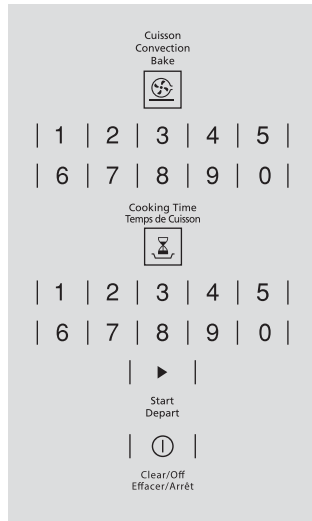 Cuisson
Convection
Bake
| 1 | 2 | 3 | 4 | 5 |
| 6 | 7 | 8 | 9 | 0 |
Cooking Time
Temps de Cuisson
| 1 | 2 | 3 | 4 | 5 |
| 6 | 7 | 8 | 9 | 0 |
Start
Depart
Clear/Off
Effacer/Arrêt